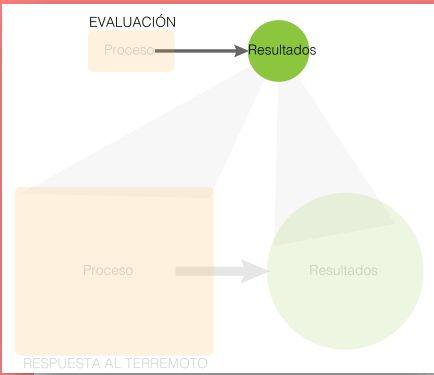 EVALUACIÓN
Proceso
Resultados
Proceso
Resultados
RESPUESTA AL TERREMOTO